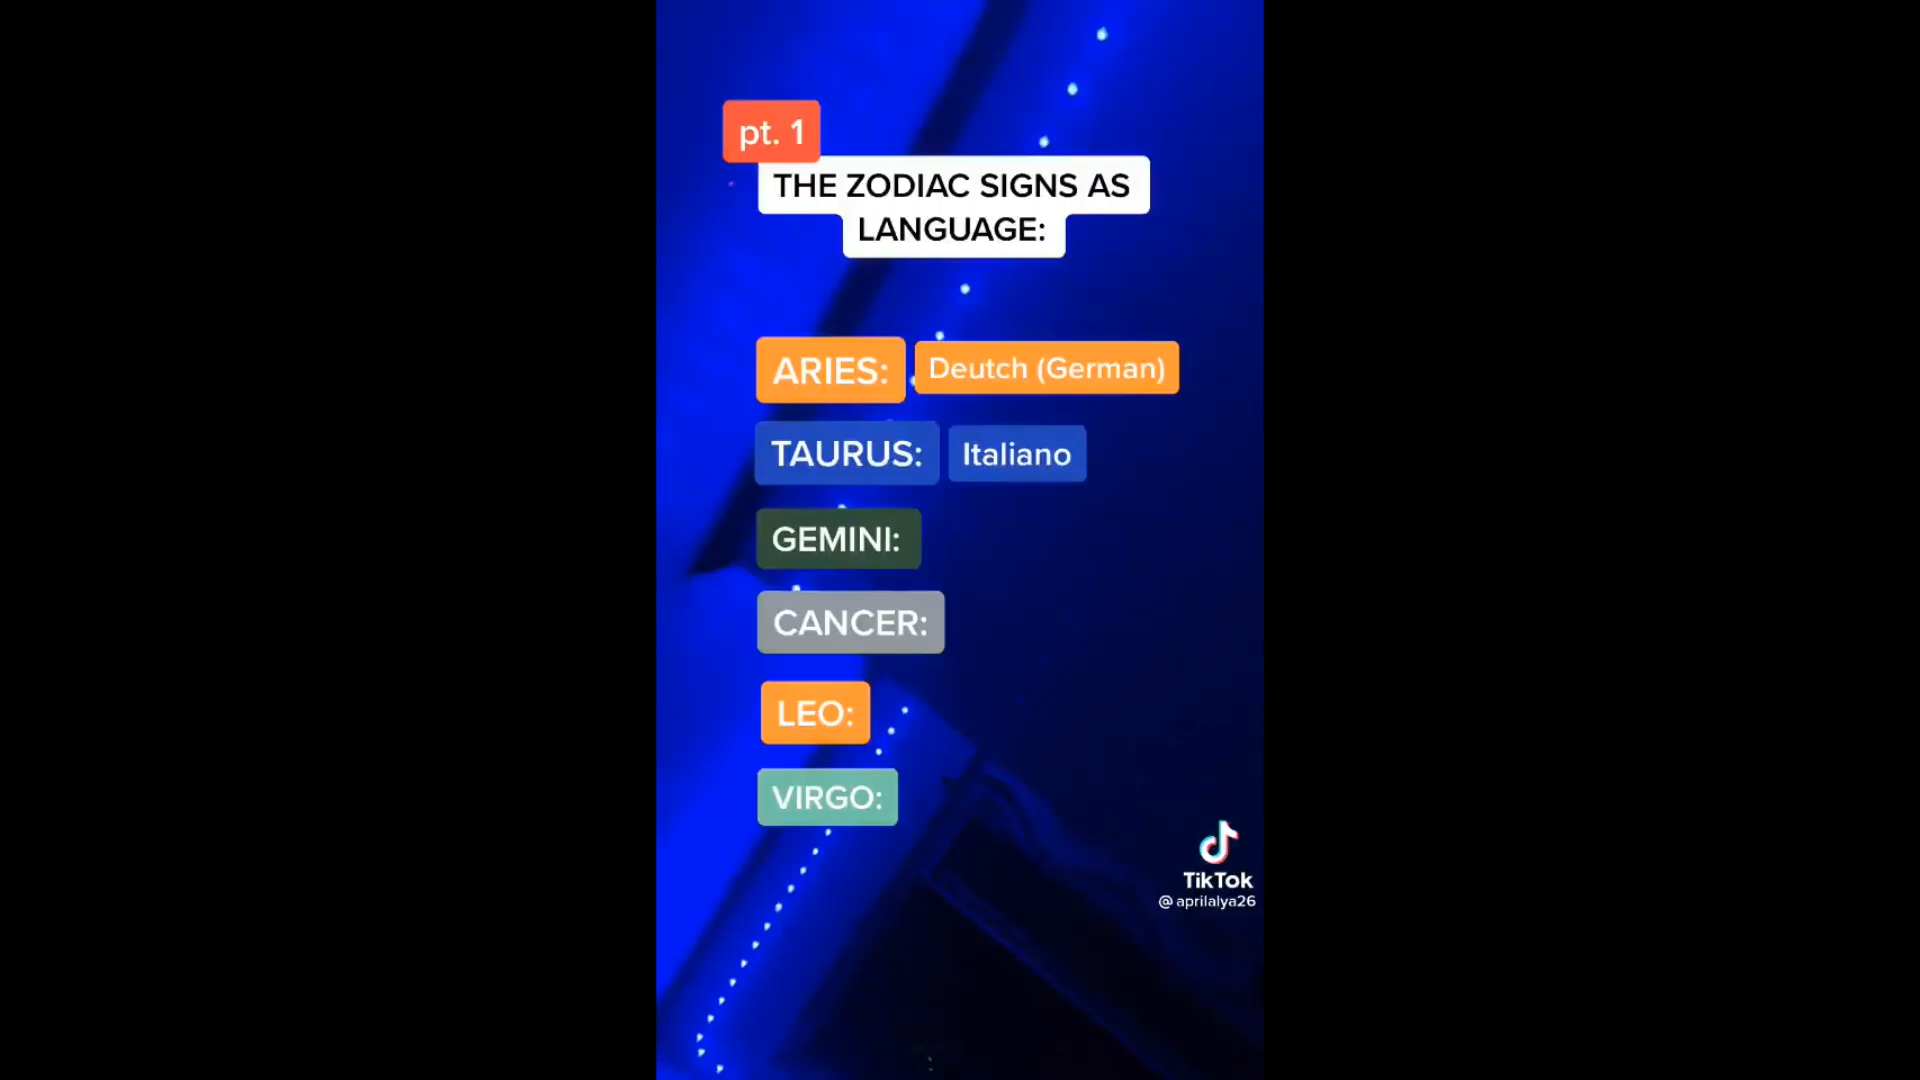 pt. 1
THE ZODIAC SIGNS AS
LANGUAGE:
ARIES: Deutch (German)
TAURUS: Italiano
GEMINI:
CANCER:
LEO:
VIRGO:
TikTok
@aprilalya26